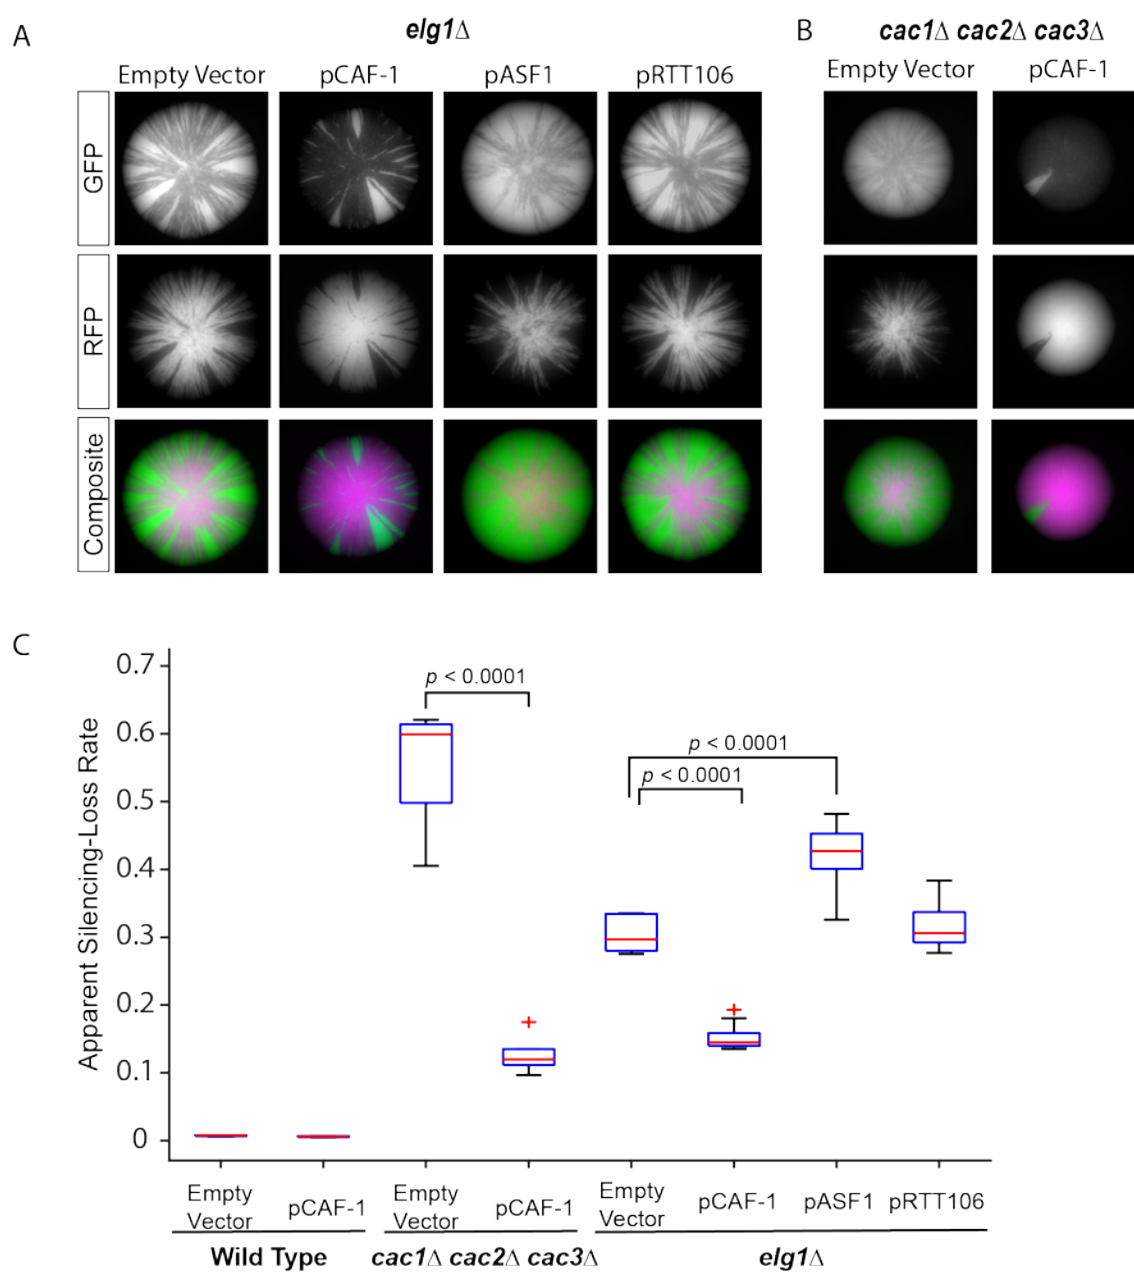 A
elg1Δ
Empty Vector
pCAF-1
pASF1
pRTT106
GFP
RFP
Composite
B
cac1Δ cac2Δ cac3Δ
Empty Vector
pCAF-1
C
Apparent Silencing-Loss Rate
0.7
0.6
0.5
0.4
0.3
0.2
0.1
0
p < 0.0001
p < 0.0001
p < 0.0001
Empty
Vector
pCAF-1
Empty
Vector
pCAF-1
Empty
Vector
pCAF-1
pASF1
pRTT106
Wild Type
cac1Δ cac2Δ cac3Δ
elg1Δ